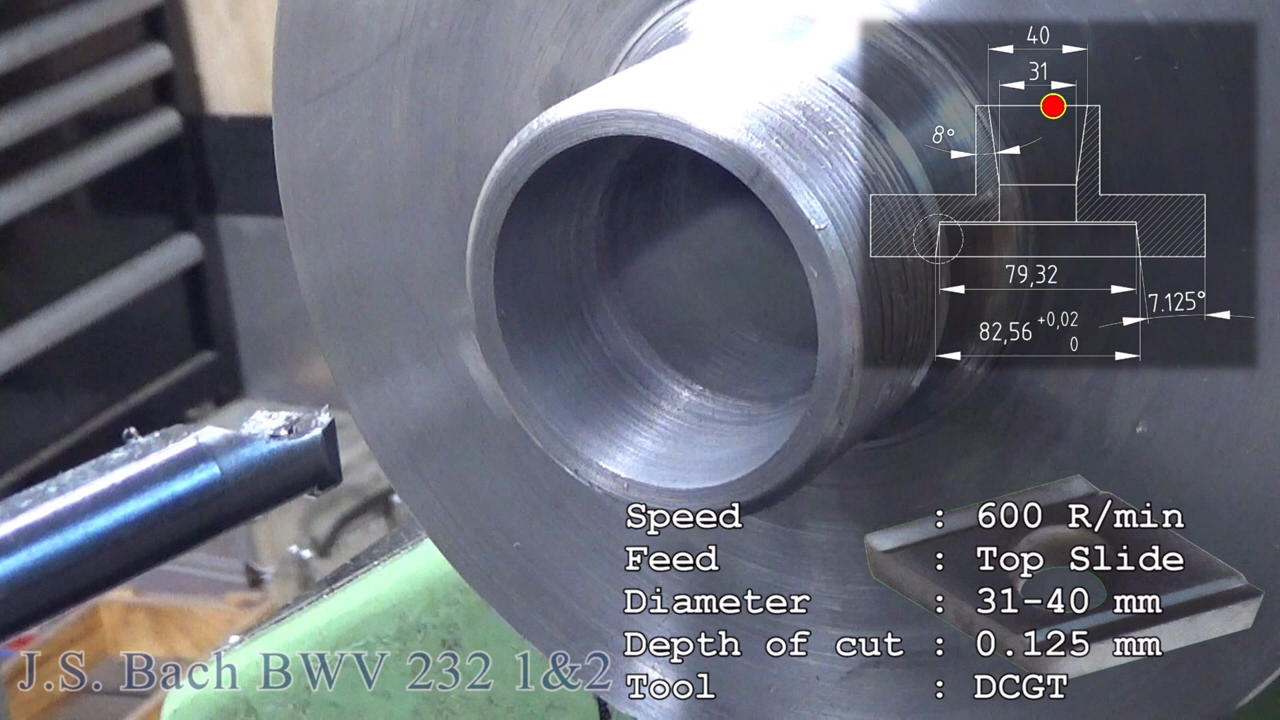 40
31
8°
79,32
7.125°
82,56 +0,02
0
Speed : 600 R/min
Feed : Top Slide
Diameter : 31-40 mm
Depth of cut : 0.125 mm
Tool : DCGT
J.S. Bach BWV 232 1&2